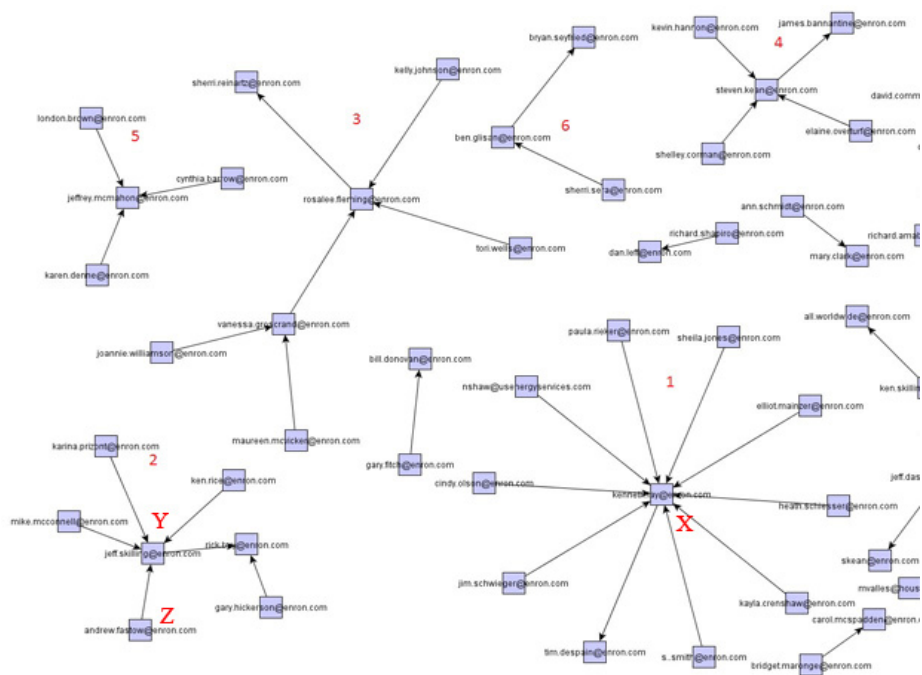 kevin.hannon@enron.com
james.bannantine@enron.com
4
bryan.seyfried@enron.com
kelly.johnson@enron.com
sherri.reinartz@enron.com
steven.kean@enron.com
david.comm
london.brown@enron.com
3
5
6
ben.glisan@enron.com
elaine.overturf@enron.com
shelley.corman@enron.com
cynthia.barrow@enron.com
jeffrey.mcmahon@enron.com
rosalee.fleming@enron.com
sherri.sera@enron.com
ann.schmidt@enron.com
richard.shapiro@enron.com
richard.amab
tori.wells@enron.com
dan.leff@enron.com
mary.clark@enron.com
karen.denne@enron.com
all.worldwide@enron.com
vanessa.groscrand@enron.com
paula.rieker@enron.com
sheila.jones@enron.com
joannie.williamson@enron.com
bill.donovan@enron.com
1
nshaw@usenergyservices.com
ken.skillin
elliot.mainzer@enron.com
karina.prizont@enron.com
maureen.mcvicker@enron.com
2
gary.fitch@enron.com
ken.rice@enron.com
cindy.olson@enron.com
jeff.das
kenneth.lay@enron.com
heath.schiesser@enron.com
mike.mcconnell@enron.com
Y
X
jeff.skilling@enron.com
rick.buy@enron.com
skean@enron.com
jim.schwieger@enron.com
mvalles@hous
kayla.crenshaw@enron.com
gary.hickerson@enron.com
Z
carol.mcspadden@enron.c
andrew.fastow@enron.com
tim.despain@enron.com
s..smith@enron.com
bridget.maronge@enron.com